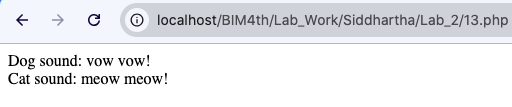 localhost/BIM4th/Lab_Work/Siddhartha/Lab_2/13.php
Dog sound: vow vow!
Cat sound: meow meow!